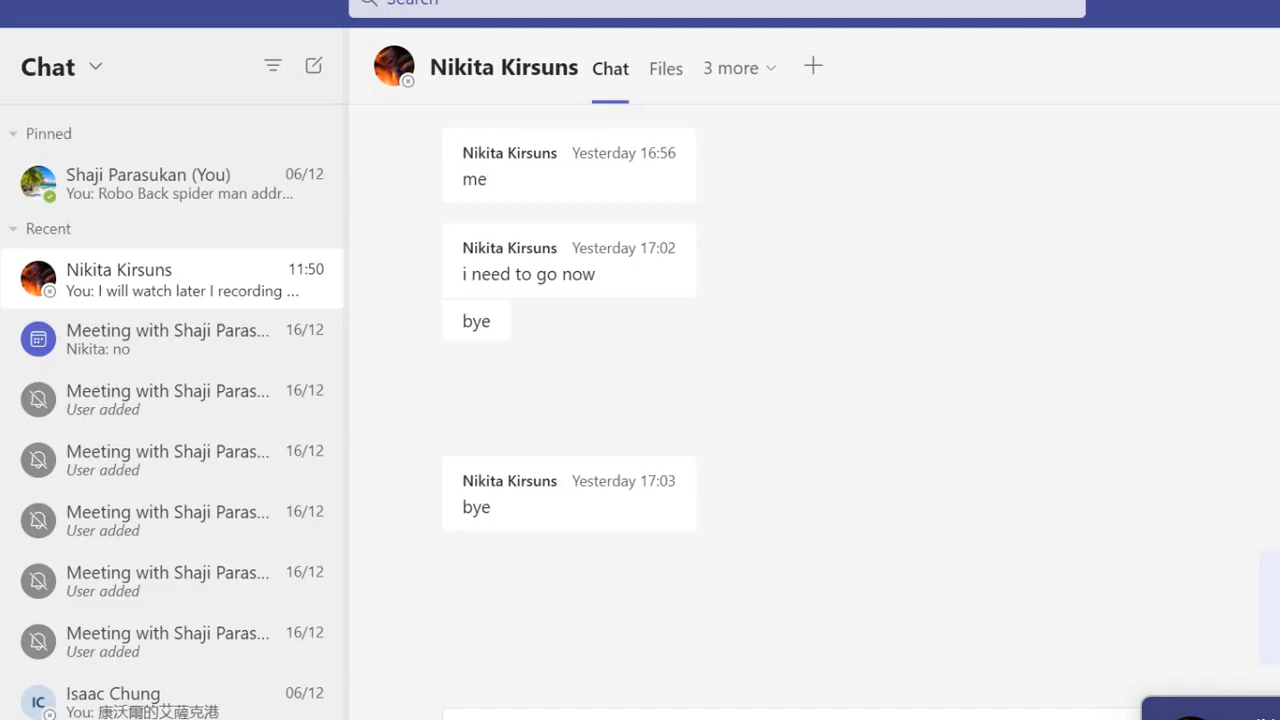 Search
Chat
Nikita Kirsuns Chat Files 3 more
Pinned
Shaji Parasukan (You) 06/12
You: Robo Back spider man addr...
Recent
Nikita Kirsuns 11:50
You: I will watch later I recording ...
Meeting with Shaji Paras... 16/12
Nikita: no
Meeting with Shaji Paras... 16/12
User added
Meeting with Shaji Paras... 16/12
User added
Meeting with Shaji Paras... 16/12
User added
Meeting with Shaji Paras... 16/12
User added
Meeting with Shaji Paras... 16/12
User added
IC
Isaac Chung 06/12
You: 康沃爾的艾薩克港
Nikita Kirsuns Yesterday 16:56
me
Nikita Kirsuns Yesterday 17:02
i need to go now
bye
Nikita Kirsuns Yesterday 17:03
bye